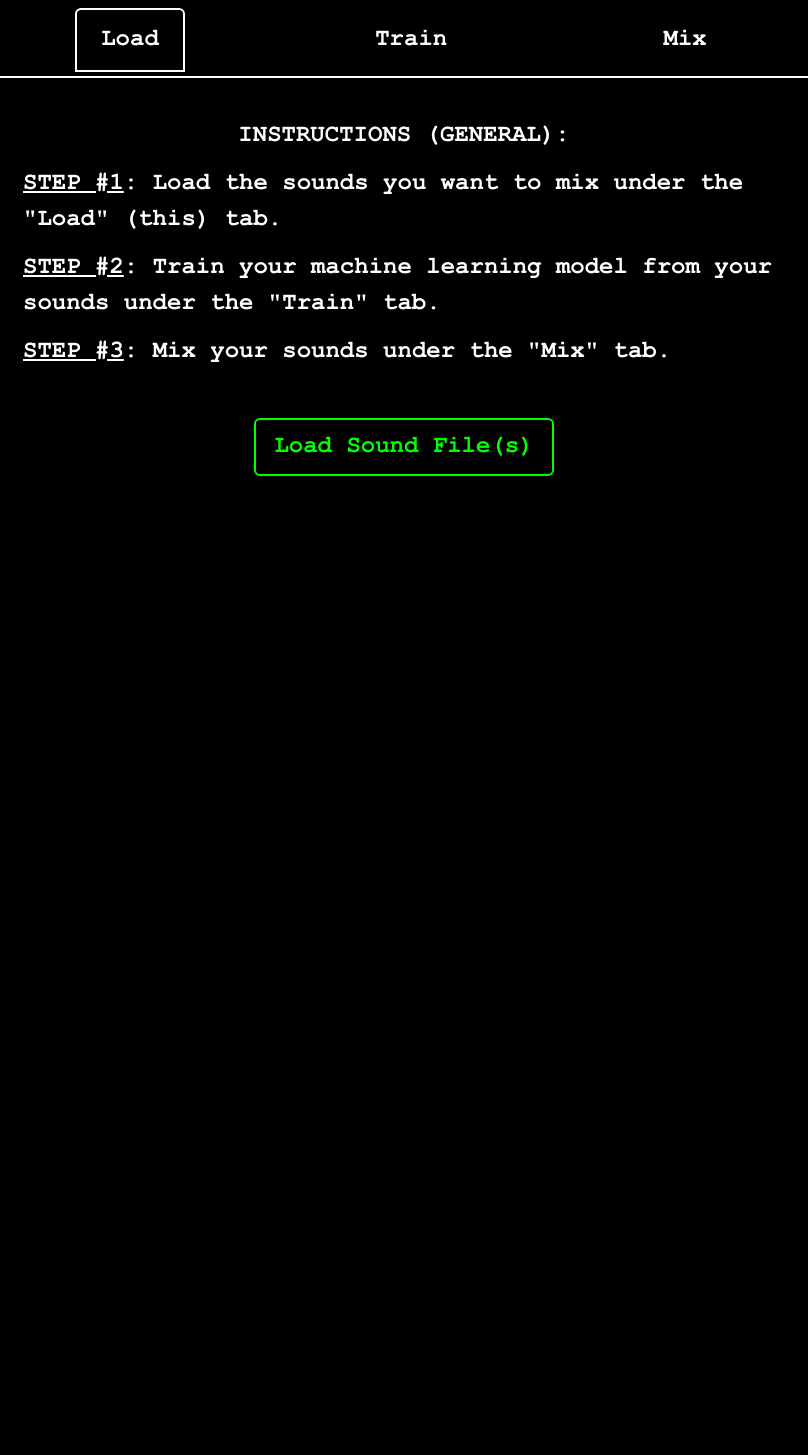 Load Train Mix
INSTRUCTIONS (GENERAL):
STEP #1: Load the sounds you want to mix under the
"Load" (this) tab.
STEP #2: Train your machine learning model from your
sounds under the "Train" tab.
STEP #3: Mix your sounds under the "Mix" tab.
Load Sound File(s)